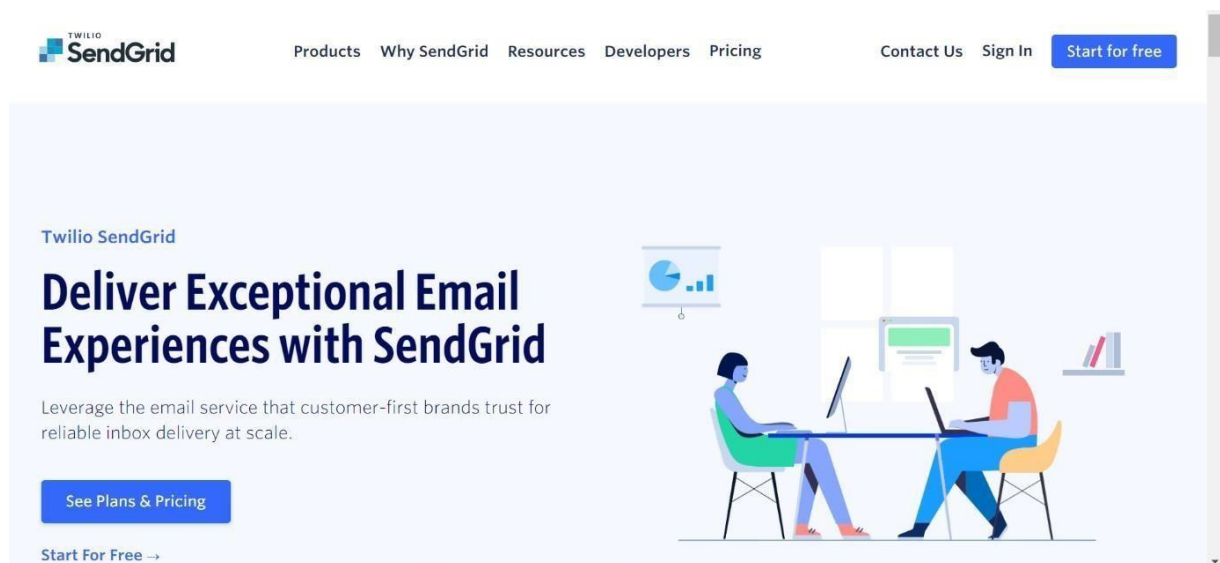 TWILIO
SendGrid
Products Why SendGrid Resources Developers Pricing
Contact Us Sign In Start for free
Twilio SendGrid
Deliver Exceptional Email
Experiences with SendGrid
Leverage the email service that customer-first brands trust for
reliable inbox delivery at scale.
See Plans & Pricing
Start For Free →